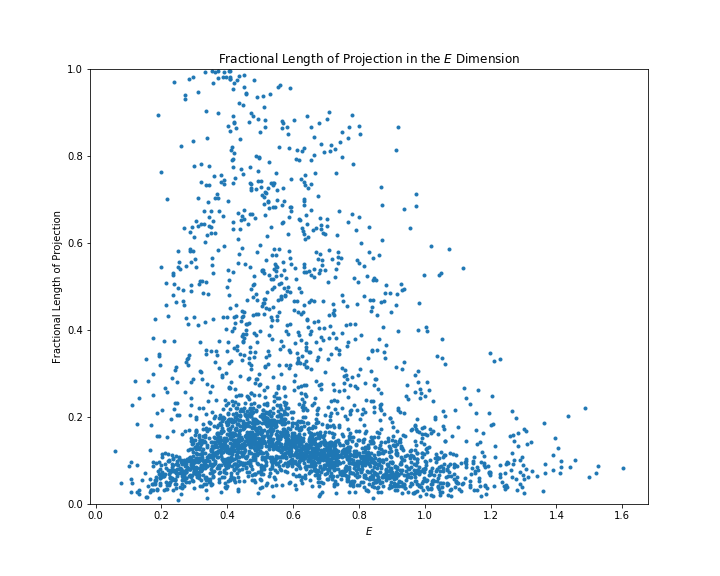 Fractional Length of Projection in the E Dimension
1.0
0.8
0.6
0.4
0.2
0.0
Fractional Length of Projection
0.0 0.2 0.4 0.6 0.8 1.0 1.2 1.4 1.6
E